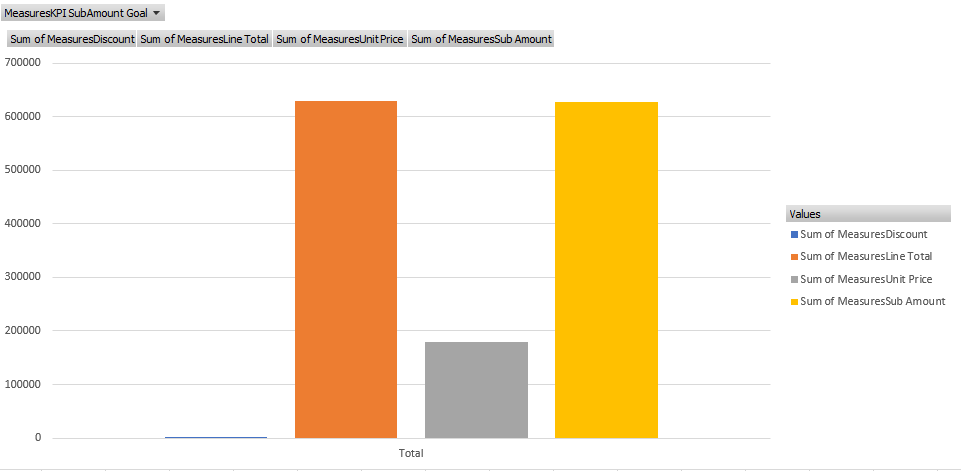 MeasuresKPI SubAmount Goal
Sum of MeasuresDiscount Sum of MeasuresLine Total Sum of MeasuresUnit Price Sum of MeasuresSub Amount
700000
600000
500000
400000
300000
200000
100000
0
Total
Values
Sum of MeasuresDiscount
Sum of MeasuresLine Total
Sum of MeasuresUnit Price
Sum of MeasuresSub Amount